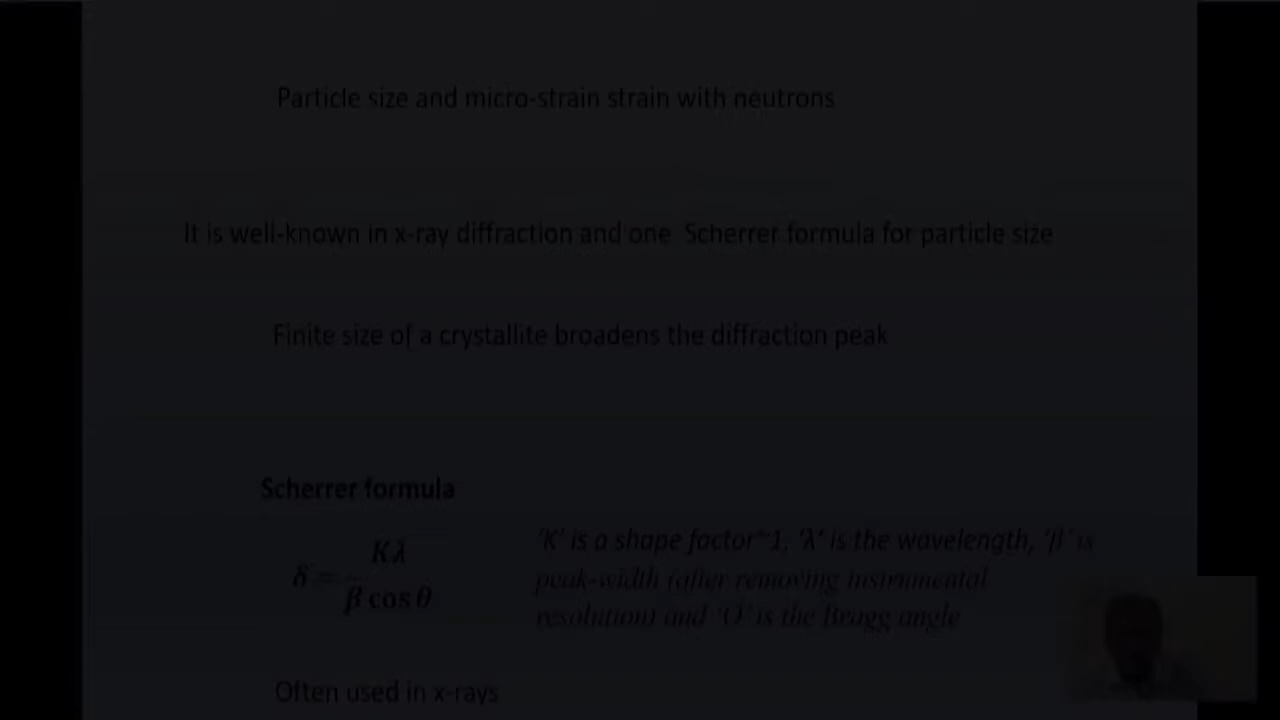 Particle size and micro-strain strain with neutrons
It is well-known in x-ray diffraction and one Scherrer formula for particle size
Finite size of a crystallite broadens the diffraction peak
Scherrer formula
δ = Kλ / β cos θ
'K' is a shape factor~1, 'λ' is the wavelength, 'β' is
peak-width (after removing instrumental
resolution) and 'θ' is the Bragg angle
Often used in x-rays